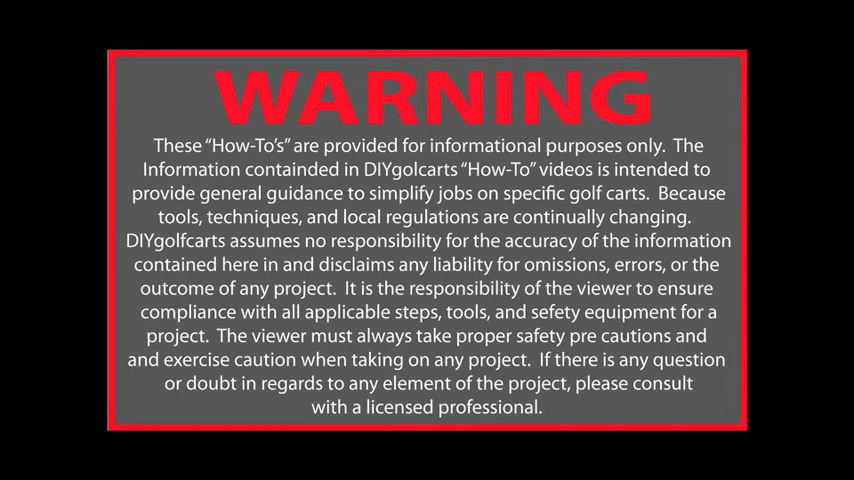 WARNING
These “How-To’s” are provided for informational purposes only.  The
Information containded in DIYgolcarts “How-To” videos is intended to
provide general guidance to simplify jobs on specific golf carts.  Because
tools, techniques, and local regulations are continually changing.
DIYgolfcarts assumes no responsibility for the accuracy of the information
contained here in and disclaims any liability for omissions, errors, or the
outcome of any project.  It is the responsibility of the viewer to ensure
compliance with all applicable steps, tools, and sefety equipment for a
project.  The viewer must always take proper safety pre cautions and
and exercise caution when taking on any project.  If there is any question
or doubt in regards to any element of the project, please consult
with a licensed professional.